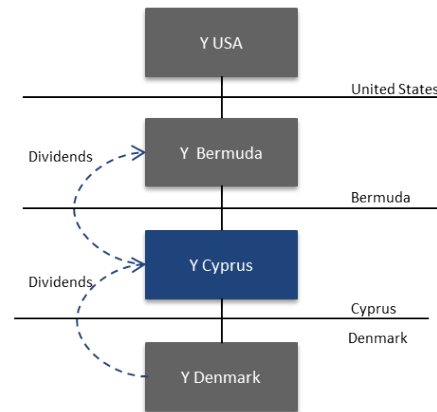 Y USA
United States
Dividends
Y Bermuda
Bermuda
Y Cyprus
Dividends
Cyprus
Denmark
Y Denmark